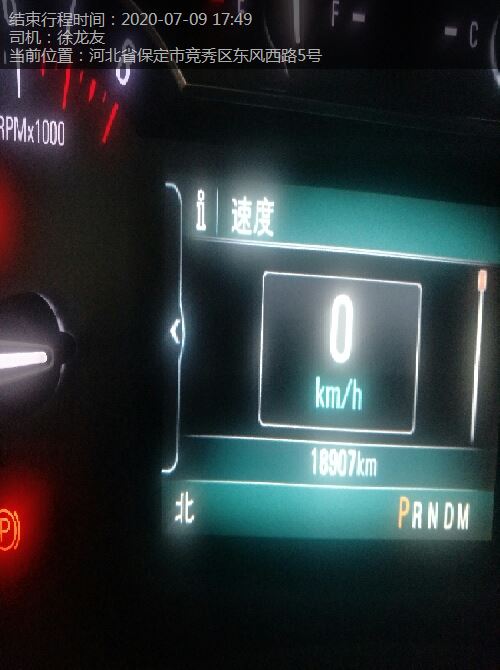 结束行程时间：2020-07-09 17:49
司机：徐龙友
当前位置：河北省保定市竞秀区东风西路5号
F
C
8
RPMx1000
i 速度
0
km/h
18907km
北 PRNDM
(P)